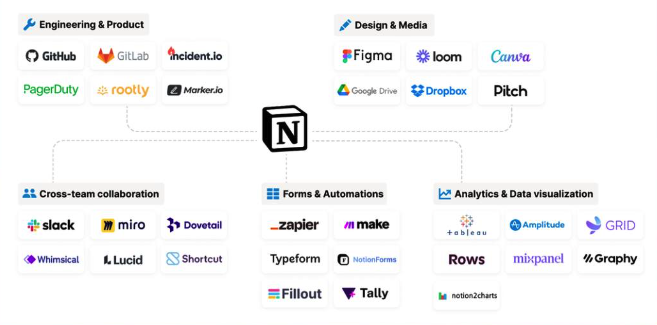 Engineering & Product
GitHub GitLab incident.io
PagerDuty rootly Marker.io
Design & Media
Figma loom Canva
Google Drive Dropbox Pitch
N
Cross-team collaboration
slack miro Dovetail
Whimsical Lucid Shortcut
Forms & Automations
zapier make
Typeform NotionForms
Fillout Tally
Analytics & Data visualization
tableau Amplitude GRID
Rows mixpanel Graphy
notion2charts